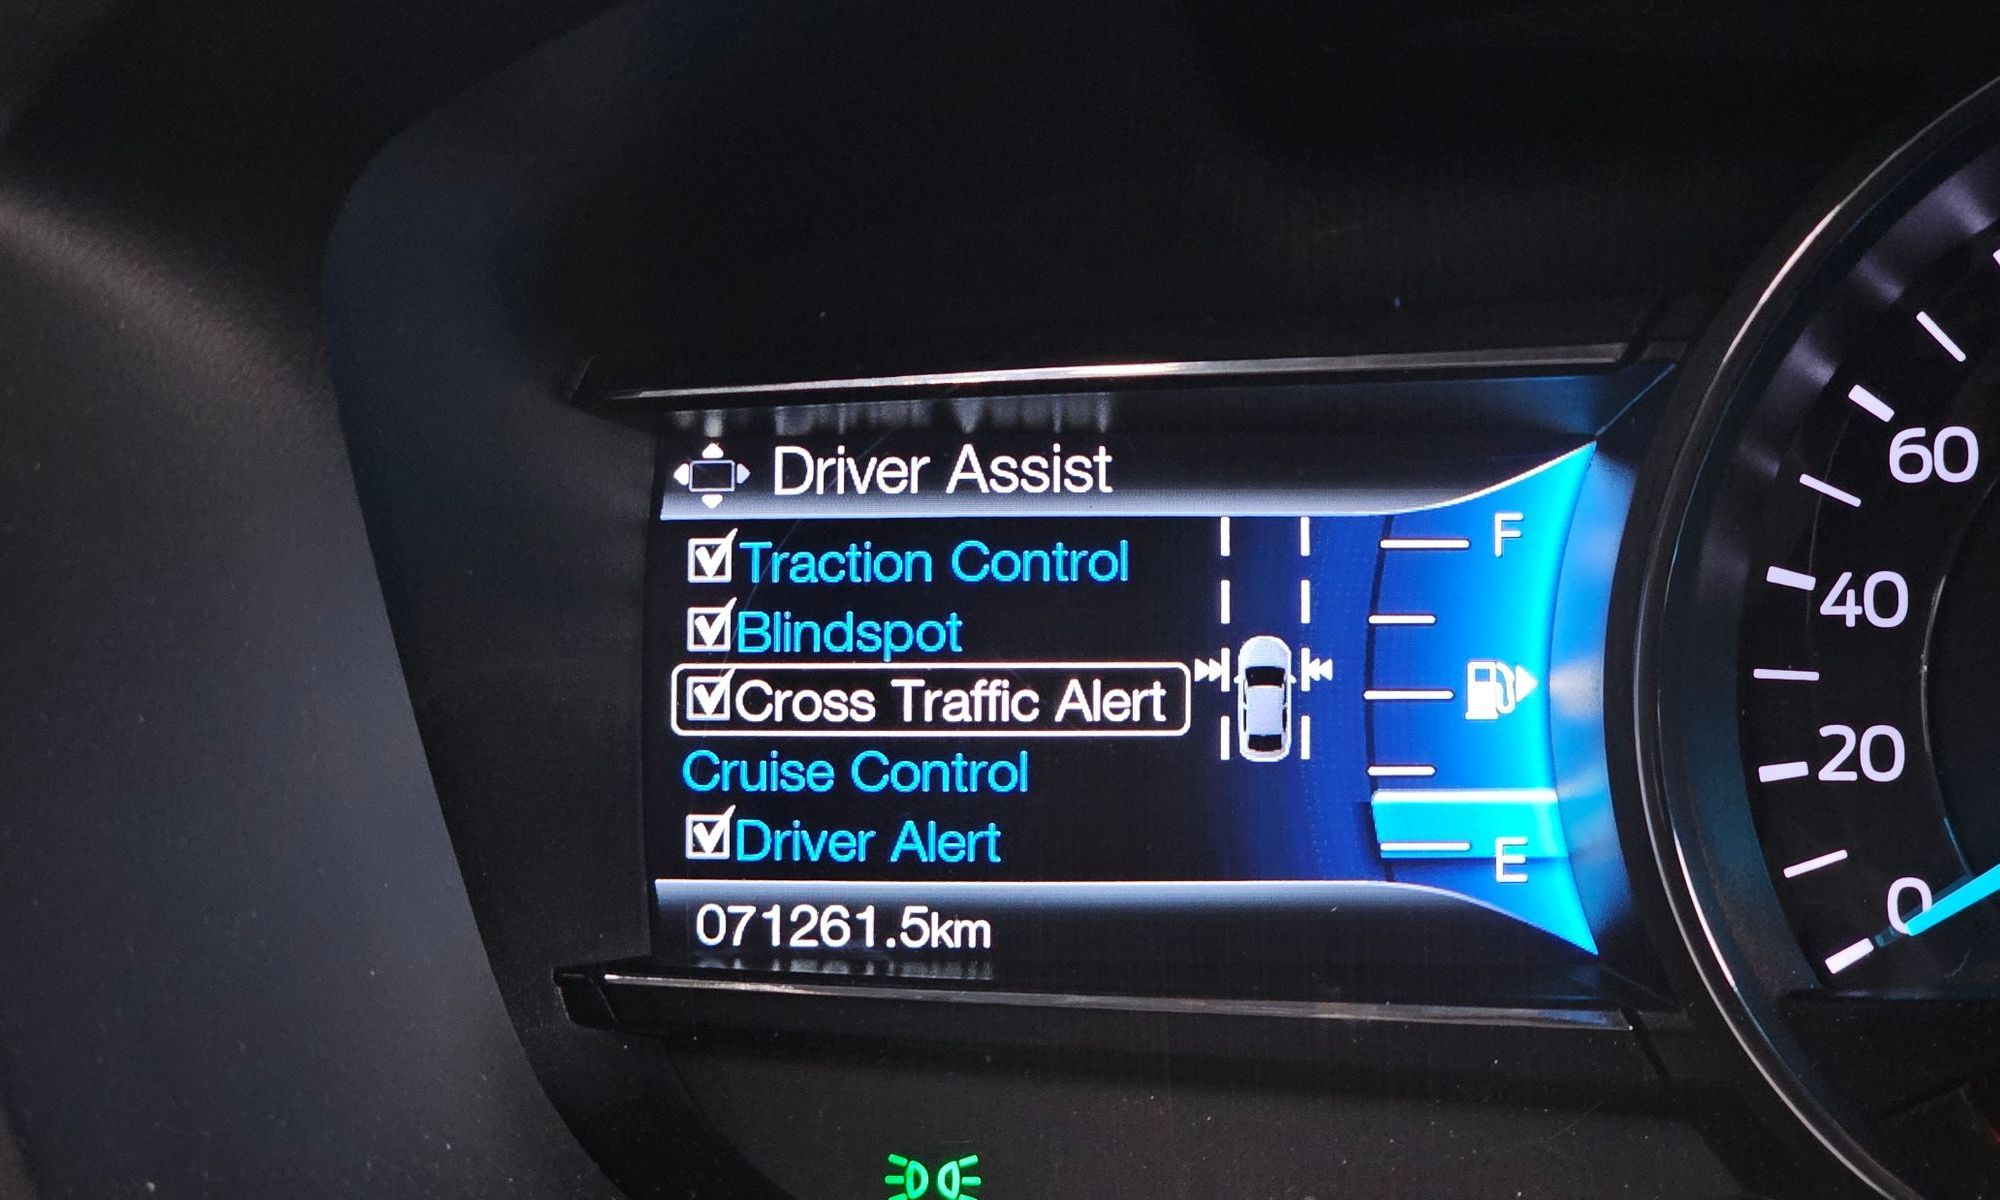 Driver Assist
Traction Control
Blindspot
Cross Traffic Alert
Cruise Control
Driver Alert
071261.5km
F
E
60
40
20
0